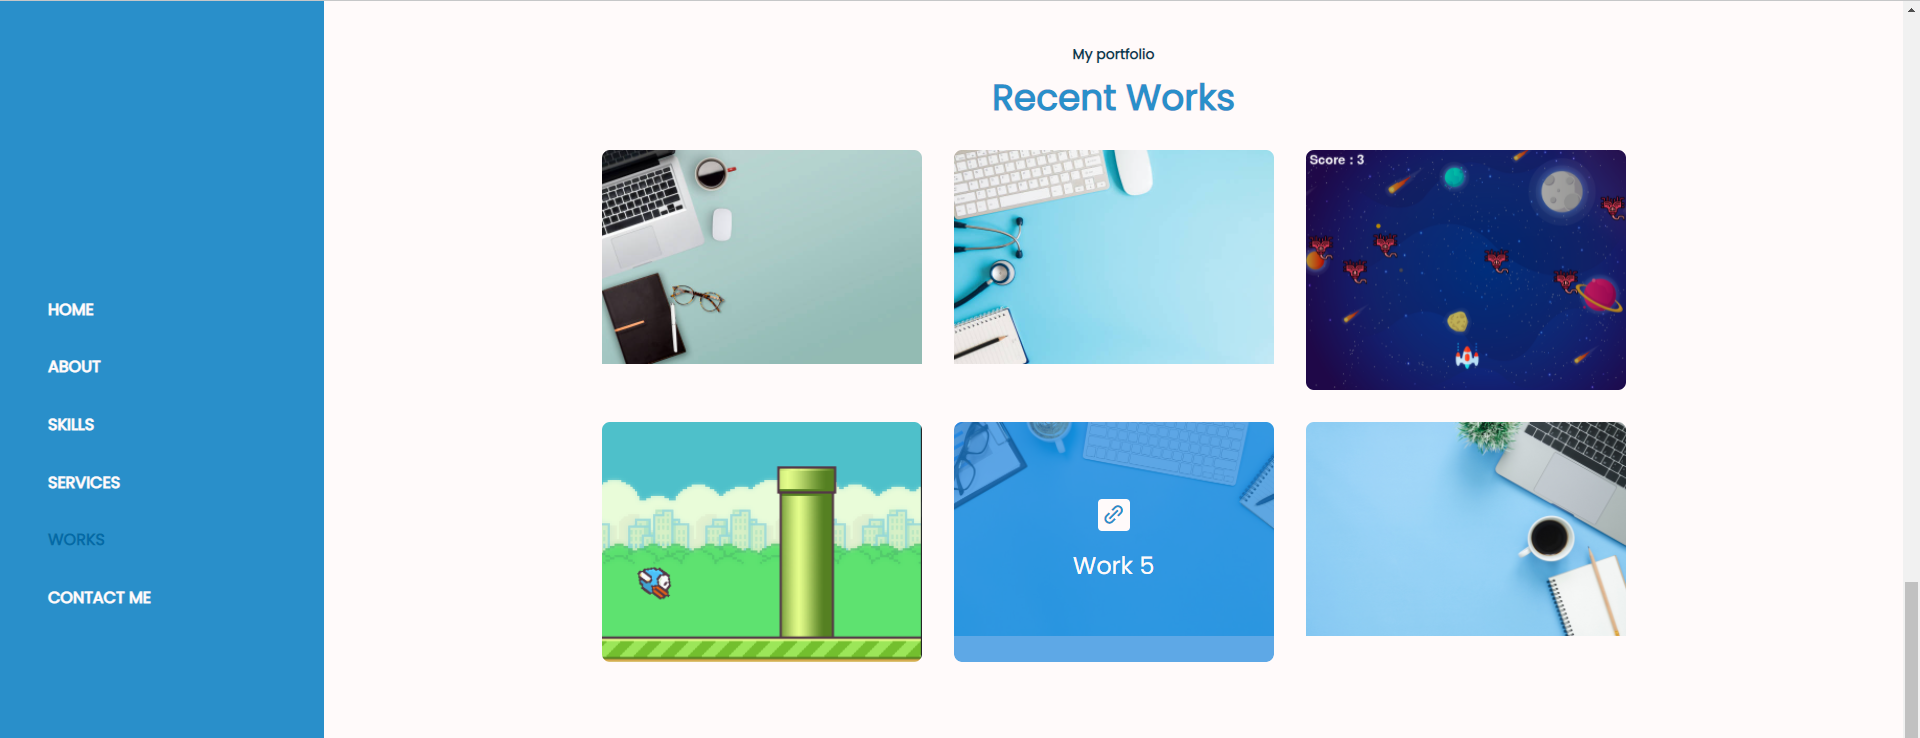 HOME
ABOUT
SKILLS
SERVICES
WORKS
CONTACT ME
My portfolio
Recent Works
Score : 3
Work 5